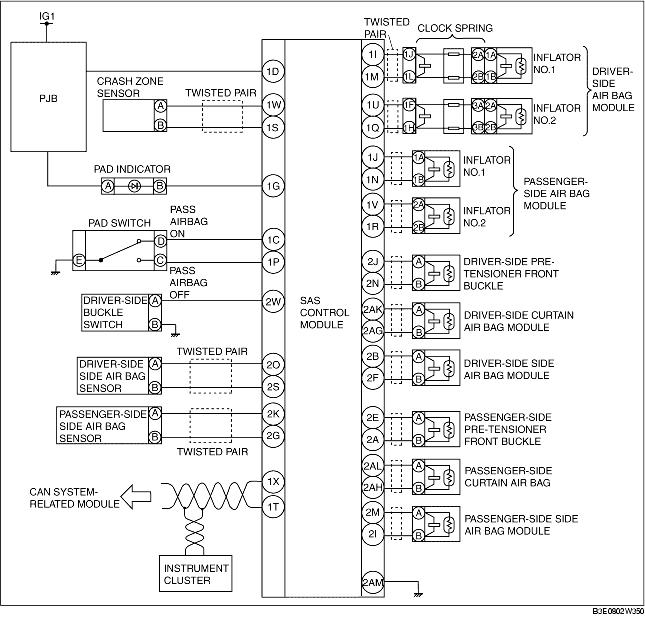 IG1
PJB
CRASH ZONE
SENSOR
A
B
TWISTED PAIR
PAD INDICATOR
A
B
PAD SWITCH
PASS
AIRBAG
ON
D
E
C
PASS
AIRBAG
OFF
DRIVER-SIDE
BUCKLE
SWITCH
A
B
TWISTED PAIR
DRIVER-SIDE
SIDE AIR BAG
SENSOR
A
B
PASSENGER-SIDE
SIDE AIR BAG
SENSOR
A
B
TWISTED PAIR
CAN SYSTEM-
RELATED MODULE
INSTRUMENT
CLUSTER
1D
1W
1S
1G
1C
1P
2W
2O
2S
2K
2G
1X
1T
SAS
CONTROL
MODULE
TWISTED
PAIR
CLOCK SPRING
1I
1J
2A
1A
1M
1L
2B
1B
INFLATOR
NO.1
1U
1F
3A
2A
1Q
1H
3B
2B
INFLATOR
NO.2
DRIVER-
SIDE
AIR BAG
MODULE
1J
1A
1N
1B
INFLATOR
NO.1
1V
2A
1R
2B
INFLATOR
NO.2
PASSENGER-
SIDE AIR BAG
MODULE
2J
A
2N
B
DRIVER-SIDE PRE-
TENSIONER FRONT
BUCKLE
2AK
A
2AG
B
DRIVER-SIDE CURTAIN
AIR BAG MODULE
2B
A
2F
B
DRIVER-SIDE SIDE
AIR BAG MODULE
2E
A
2A
B
PASSENGER-SIDE
PRE-TENSIONER
FRONT BUCKLE
2AL
A
2AH
B
PASSENGER-SIDE
CURTAIN AIR BAG
2M
A
2I
B
PASSENGER-SIDE SIDE
AIR BAG MODULE
2AM
B3E0802W350